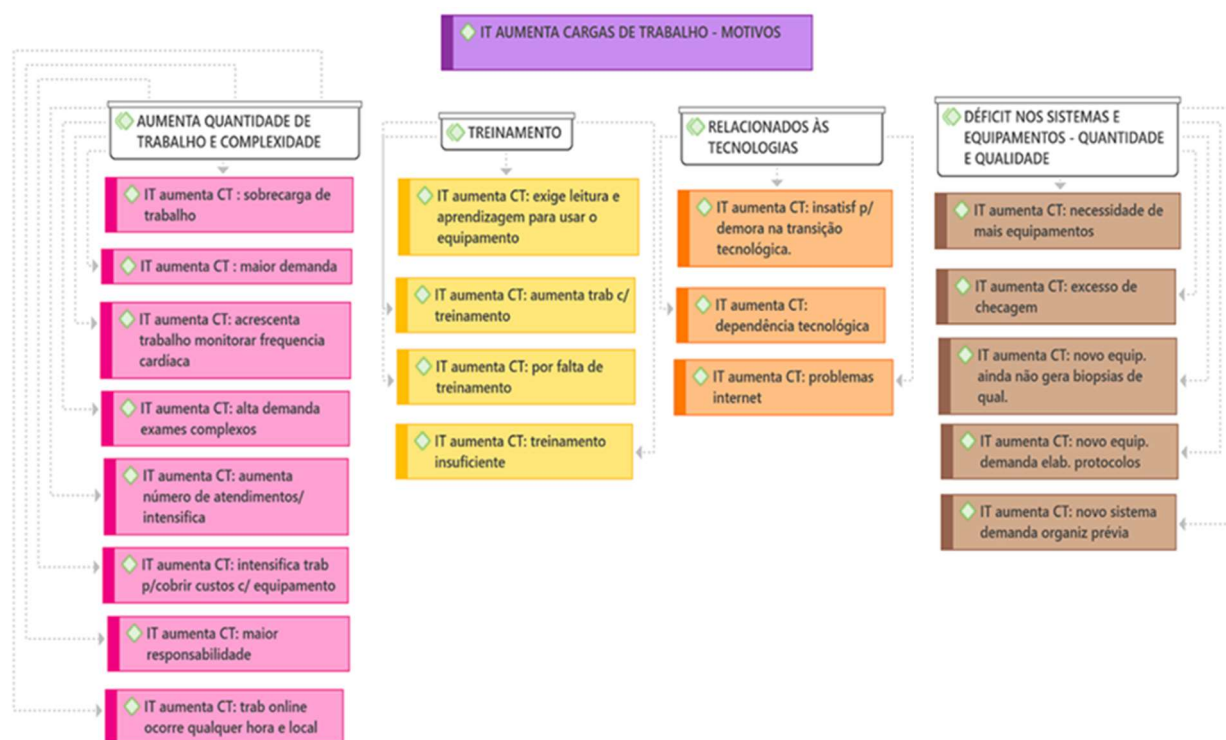 IT AUMENTA CARGAS DE TRABALHO - MOTIVOS
AUMENTA QUANTIDADE DE
TRABALHO E COMPLEXIDADE
IT aumenta CT : sobrecarga de
trabalho
IT aumenta CT : maior demanda
IT aumenta CT: acrescenta
trabalho monitorar frequencia
cardíaca
IT aumenta CT: alta demanda
exames complexos
IT aumenta CT: aumenta
número de atendimentos/
intensifica
IT aumenta CT: intensifica trab
p/cobrir custos c/ equipamento
IT aumenta CT: maior
responsabilidade
IT aumenta CT: trab online
ocorre qualquer hora e local
TREINAMENTO
IT aumenta CT: exige leitura e
aprendizagem para usar o
equipamento
IT aumenta CT: aumenta trab c/
treinamento
IT aumenta CT: por falta de
treinamento
IT aumenta CT: treinamento
insuficiente
RELACIONADOS ÀS
TECNOLOGIAS
IT aumenta CT: insatisf p/
demora na transição
tecnológica.
IT aumenta CT:
dependência tecnológica
IT aumenta CT: problemas
internet
DÉFICIT NOS SISTEMAS E
EQUIPAMENTOS - QUANTIDADE
E QUALIDADE
IT aumenta CT: necessidade de
mais equipamentos
IT aumenta CT: excesso de
checagem
IT aumenta CT: novo equip.
ainda não gera biopsias de
qual.
IT aumenta CT: novo equip.
demanda elab. protocolos
IT aumenta CT: novo sistema
demanda organiz prévia